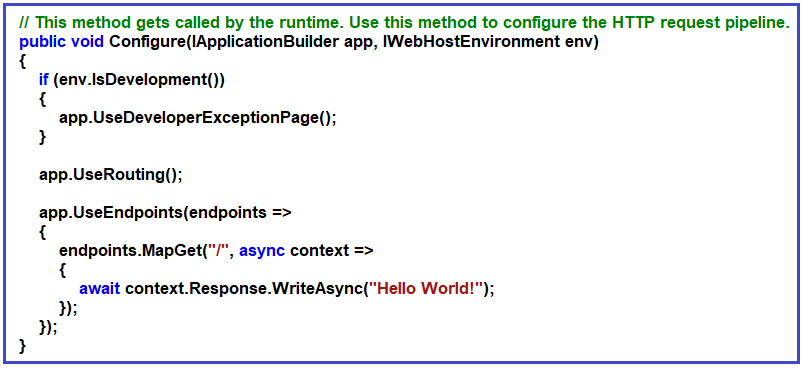 // This method gets called by the runtime. Use this method to configure the HTTP request pipeline.
public void Configure(IApplicationBuilder app, IWebHostEnvironment env)
{
    if (env.IsDevelopment())
    {
        app.UseDeveloperExceptionPage();
    }

    app.UseRouting();

    app.UseEndpoints(endpoints =>
    {
        endpoints.MapGet("/", async context =>
        {
            await context.Response.WriteAsync("Hello World!");
        });
    });
}